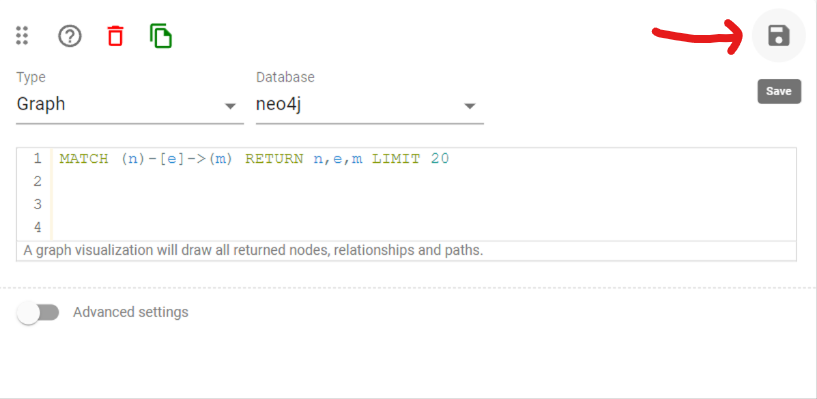 Save
Type Database
Graph neo4j
1 MATCH (n)-[e]->(m) RETURN n,e,m LIMIT 20
2
3
4
A graph visualization will draw all returned nodes, relationships and paths.
Advanced settings